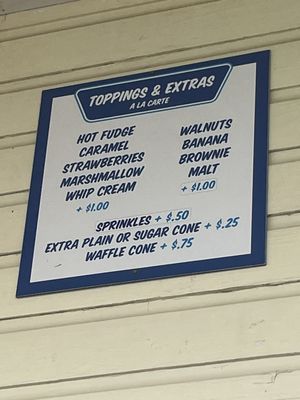 TOPPINGS & EXTRAS
A LA CARTE
HOT FUDGE
CARAMEL
STRAWBERRIES
MARSHMALLOW
WHIP CREAM
+ $1.00
WALNUTS
BANANA
BROWNIE
MALT
+ $1.00
SPRINKLES + $.50
EXTRA PLAIN OR SUGAR CONE + $.25
WAFFLE CONE + $.75